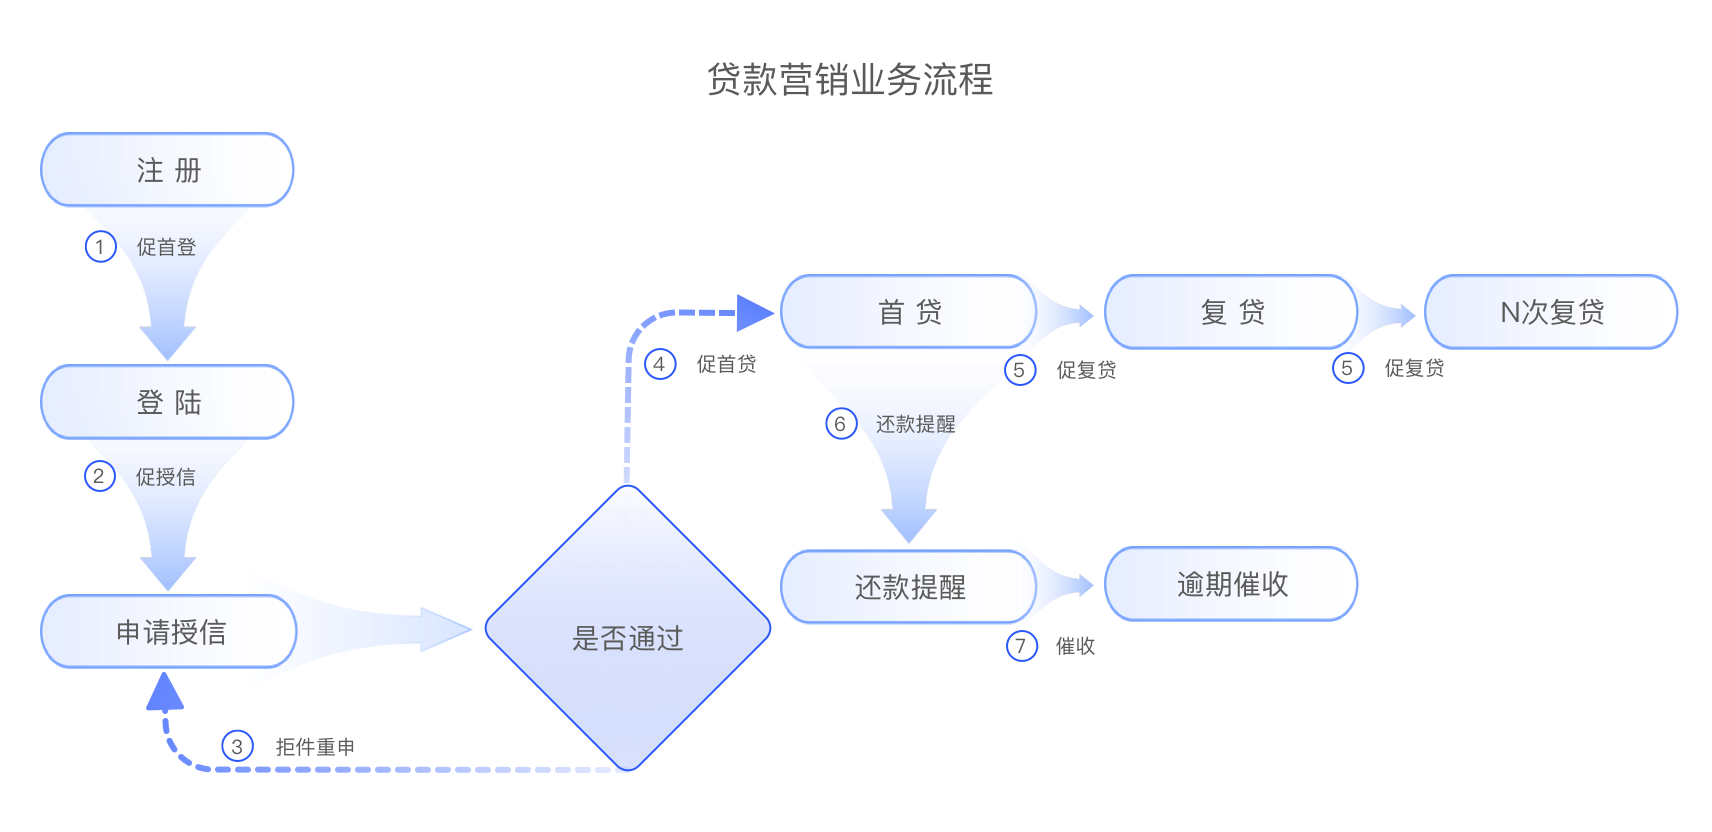 贷款营销业务流程
注 册
1 促首登
登 陆
2 促授信
申请授信
3 拒件重申
是否通过
4 促首贷
首 贷
5 促复贷
复 贷
5 促复贷
N次复贷
6 还款提醒
还款提醒
7 催收
逾期催收